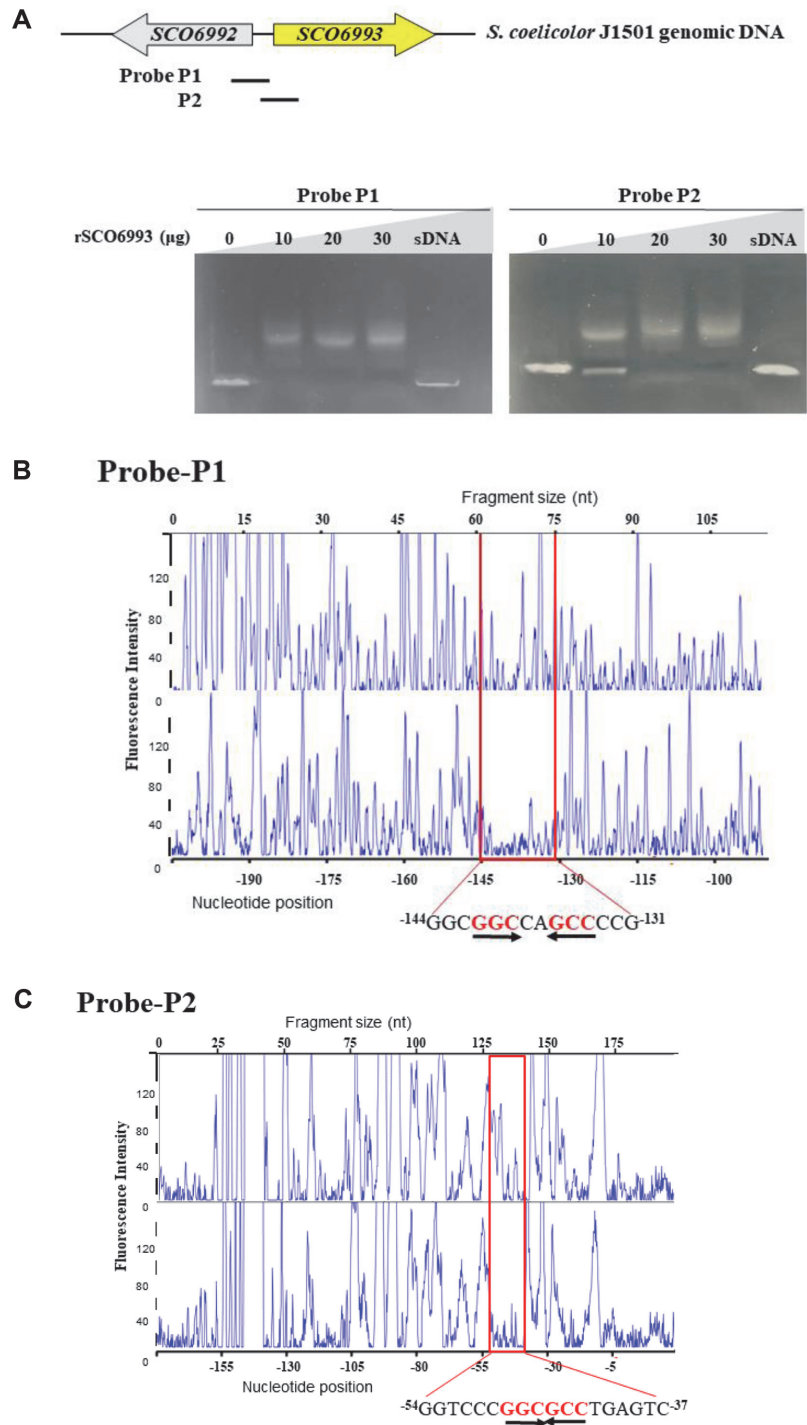 A
SCO6992 SCO6993 S. coelicolor J1501 genomic DNA
Probe P1
P2
Probe P1 Probe P2
rSCO6993 (μg) 0 10 20 30 sDNA 0 10 20 30 sDNA
B
Probe-P1
Fragment size (nt)
0 15 30 45 60 75 90 105
Fluorescence Intensity
120
80
40
0
120
80
40
0
-190 -175 -160 -145 -130 -115 -100
Nucleotide position
-144GGCGGCCAGCCCCG-131
C
Probe-P2
Fragment size (nt)
0 25 50 75 100 125 150 175
Fluorescence Intensity
120
80
40
0
120
80
40
0
-155 -130 -105 -80 -55 -30 -5
Nucleotide position
-54GGTCCCGGCGCCTGAGTC-37